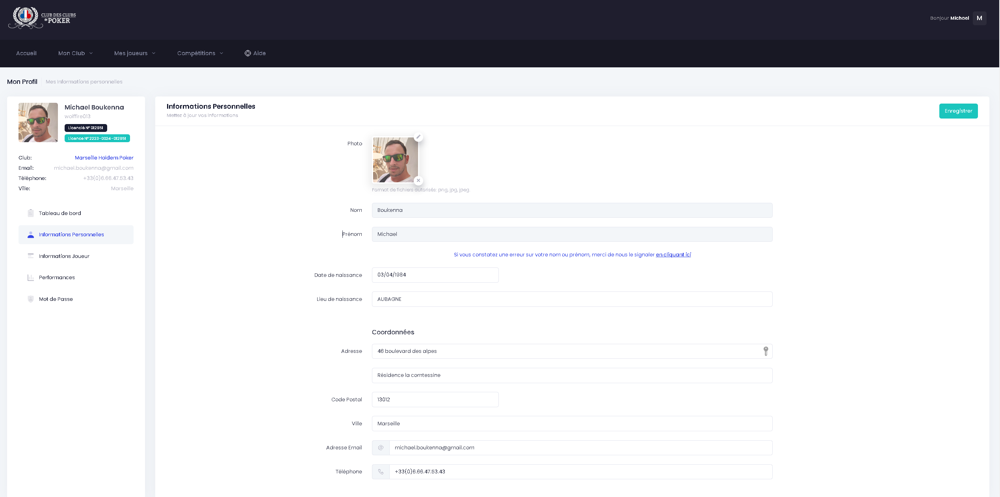 CLUB DES CLUBS
de POKER
Bonjour Michael M
Accueil Mon Club Mes joueurs Compétitions Aide
Mon Profil Mes Informations personnelles
Michael Boukenna
wolffire013
Licencié N° 012851
Licence N° 2223-0024-012851
Club: Marseille Holdem Poker
Email: michael.boukenna@gmail.com
Téléphone: +33(0)6.66.47.53.43
Ville: Marseille
Tableau de bord
Informations Personnelles
Informations Joueur
Performances
Mot de Passe
Informations Personnelles
Mettez à jour vos informations
Enregistrer
Photo
Format de fichiers autorisés: png, jpg, jpeg.
Nom Boukenna
Prénom Michael
Si vous constatez une erreur sur votre nom ou prénom, merci de nous le signaler en cliquant ici
Date de naissance 03/04/1984
Lieu de naissance AUBAGNE
Coordonnées
Adresse 46 boulevard des alpes
Résidence la comtessine
Code Postal 13012
Ville Marseille
Adresse Email @ michael.boukenna@gmail.com
Téléphone +33(0)6.66.47.53.43